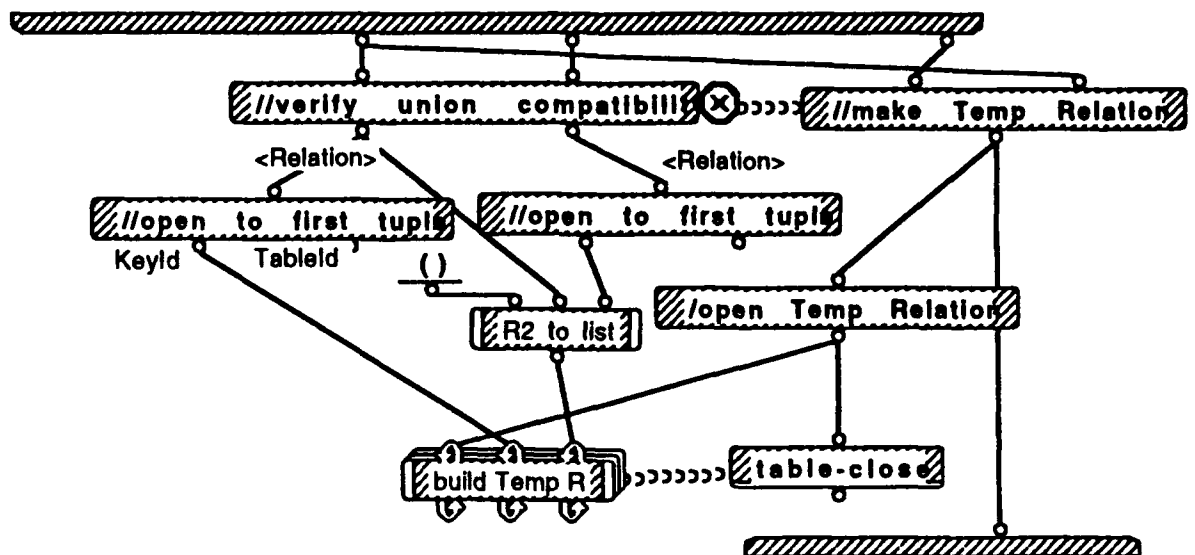 //verify union compatibili
//make Temp Relation
<Relation>
<Relation>
//open to first tuple
//open to first tuple
KeyId TableId
()
/open Temp Relation
R2 to list
build Temp R
table-close